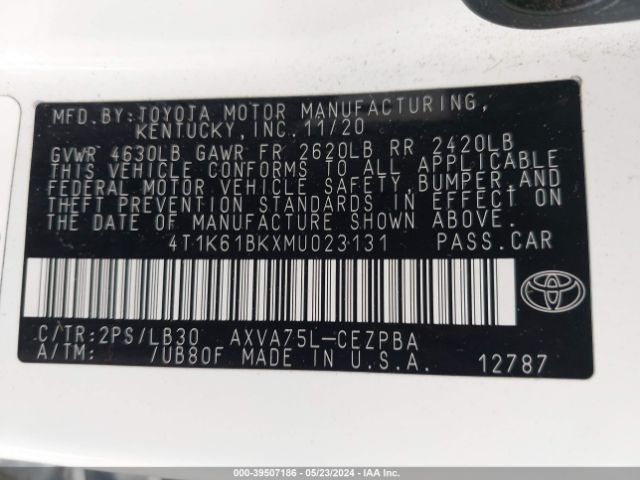 MFD.BY:TOYOTA MOTOR MANUFACTURING,
KENTUCKY,INC.11/20
GVWR 4630LB GAWR FR 2620LB RR 2420LB
THIS VEHICLE CONFORMS TO ALL APPLICABLE
FEDERAL MOTOR VEHICLE SAFETY,BUMPER,AND
THEFT PREVENTION STANDARDS IN EFFECT ON
THE DATE OF MANUFACTURE SHOWN ABOVE.
4T1K61BKXMU023131 PASS.CAR
C/TR:2PS/LB30 AXVA75L-CEZPBA
A/TM: /UB80F MADE IN U.S.A. 12787
© IAA - 39507186 - 05/23/2024 - IAAI.COM